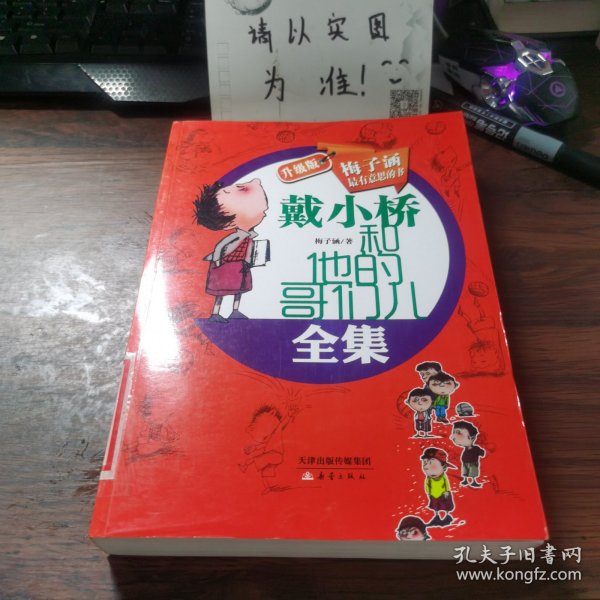 请以实图
为准!
升级版
梅子涵
最有意思的书
戴小桥
梅子涵/著
和
他的
哥们儿
全集
天津出版传媒集团
新蕾出版社
孔夫子旧书网
www.kongfz.com